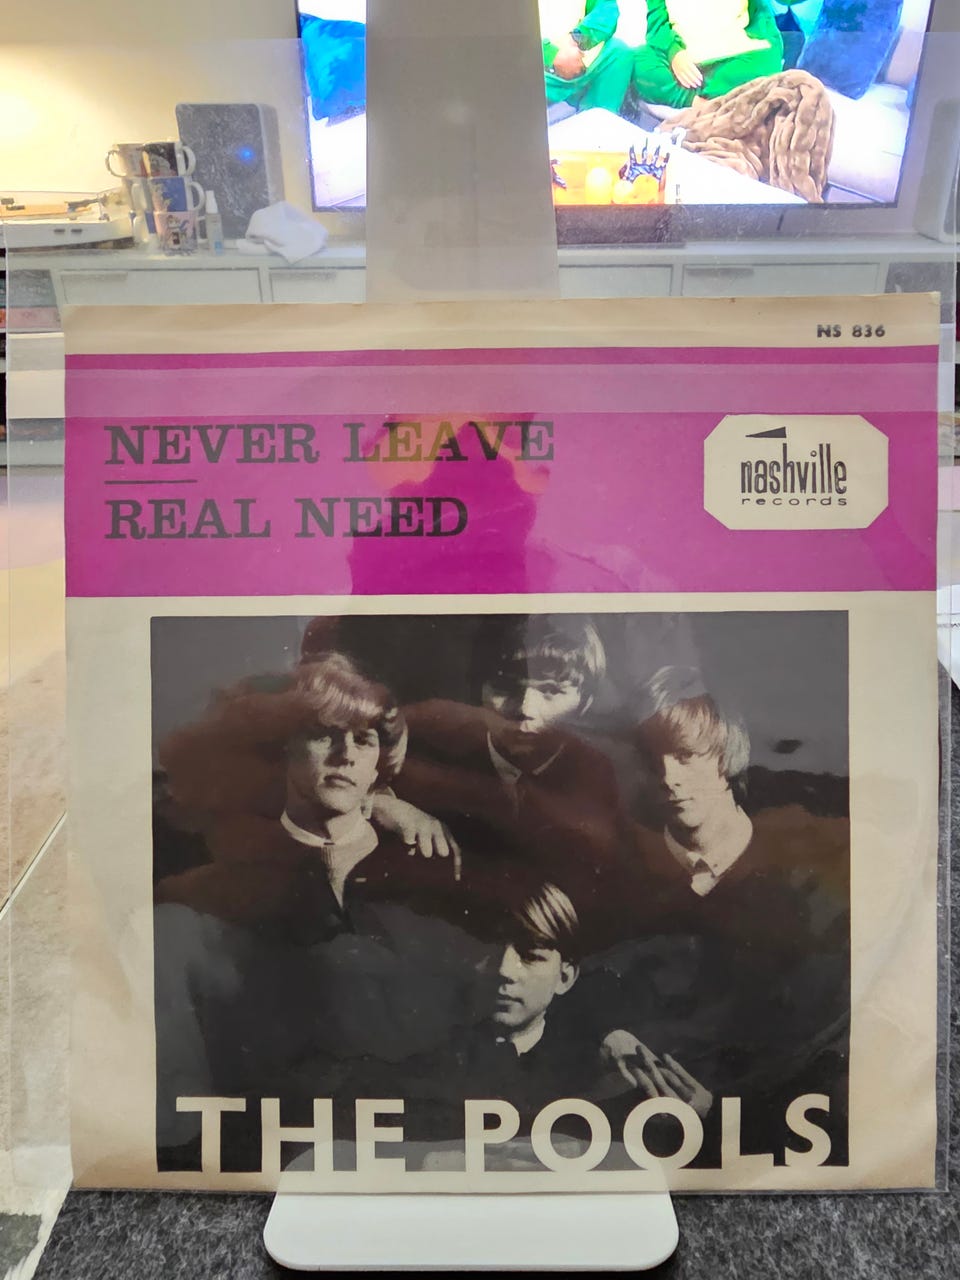 NS 836
NEVER LEAVE
REAL NEED
nashville
records
THE POOLS